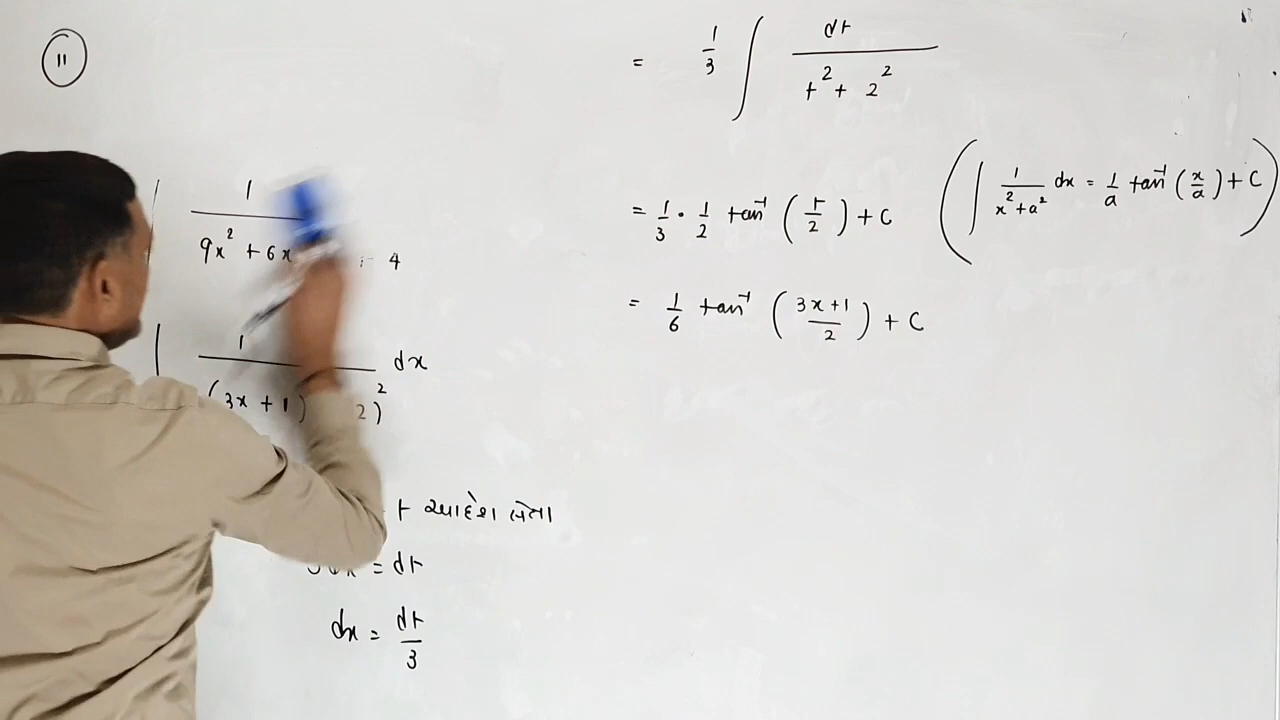 11
1
9x² + 6x
4
1
dx
(3x + 1)
2)²
t આદેશ લેતા
= dt
dx = dt/3
= 1/3 ∫ dt / (t² + 2²)
= 1/3 · 1/2 tan⁻¹ (t/2) + C ( ∫ 1/(x² + a²) dx = 1/a tan⁻¹ (x/a) + C )
= 1/6 tan⁻¹ ((3x + 1)/2) + C